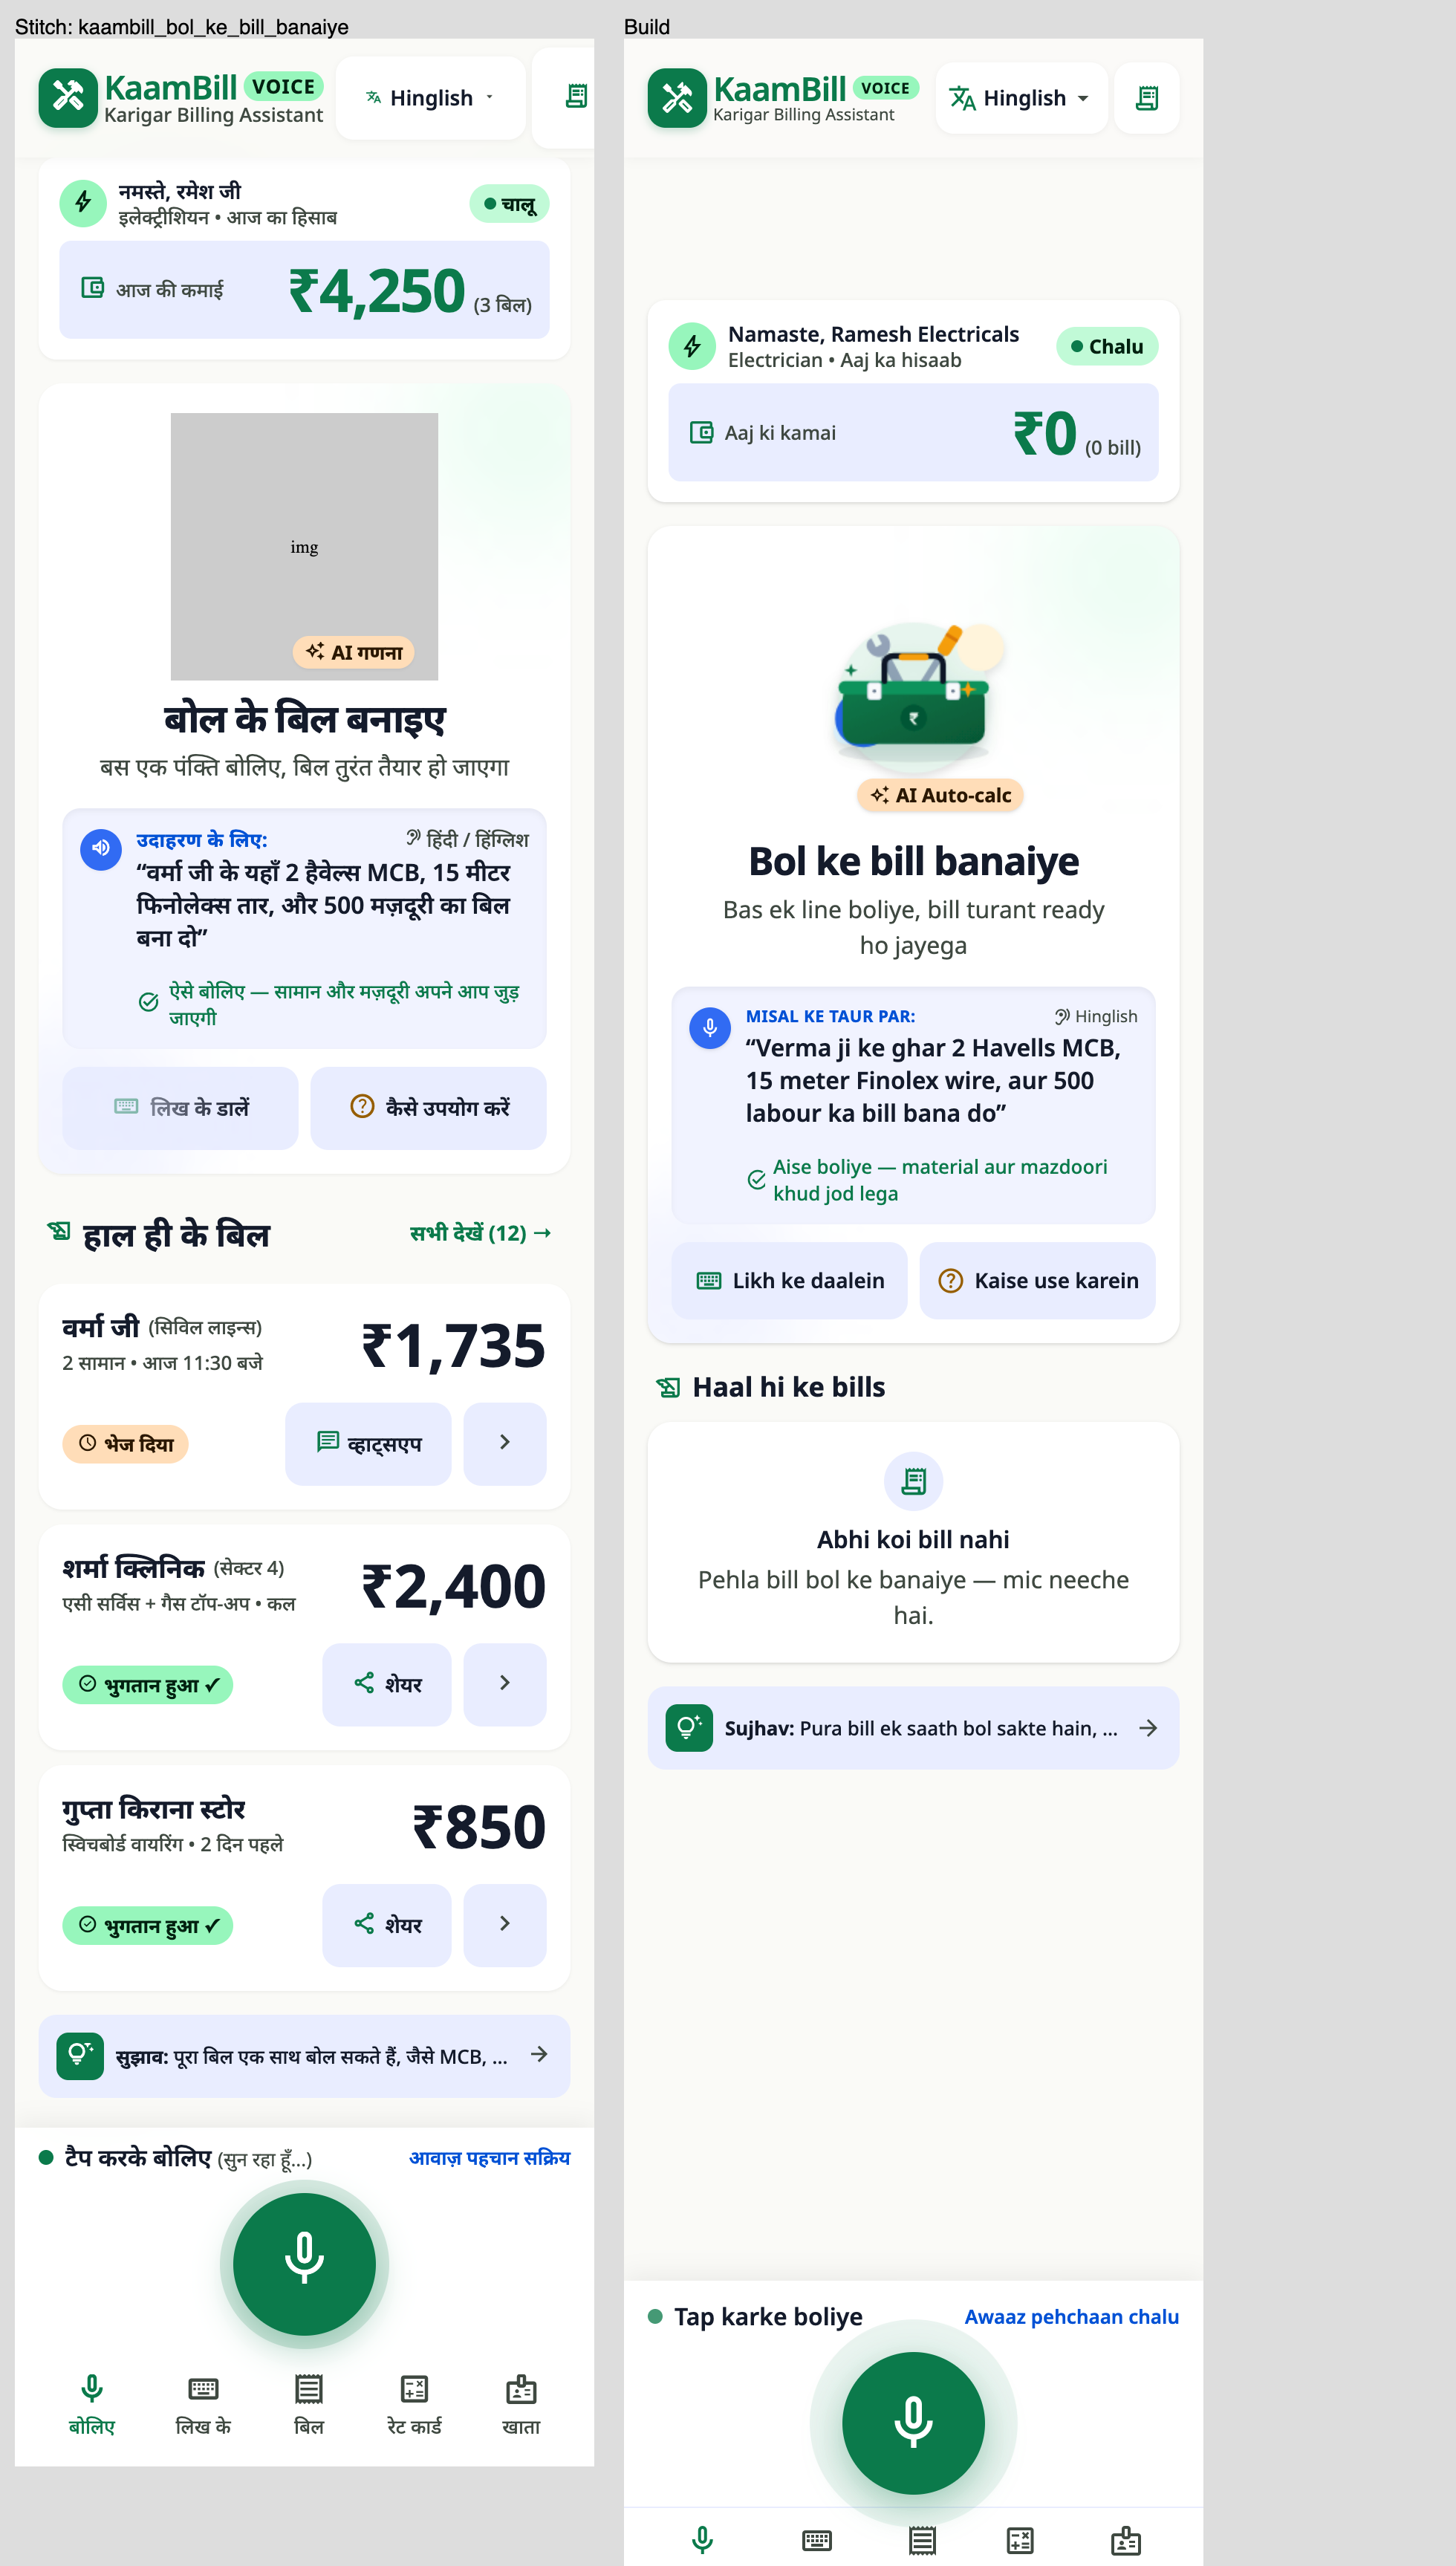 Stitch: kaambill_bol_ke_bill_banaiye
KaamBill VOICE
Karigar Billing Assistant
Hinglish
नमस्ते, रमेश जी
इलेक्ट्रीशियन • आज का हिसाब
चालू
आज की कमाई
₹4,250 (3 बिल)
img
AI गणना
बोल के बिल बनाइए
बस एक पंक्ति बोलिए, बिल तुरंत तैयार हो जाएगा
उदाहरण के लिए:
हिंदी / हिंग्लिश
“वर्मा जी के यहाँ 2 हैवेल्स MCB, 15 मीटर
फिनोलेक्स तार, और 500 मज़दूरी का बिल
बना दो”
ऐसे बोलिए — सामान और मज़दूरी अपने आप जुड़
जाएगी
लिख के डालें
कैसे उपयोग करें
हाल ही के बिल
सभी देखें (12) →
वर्मा जी (सिविल लाइन्स)
₹1,735
2 सामान • आज 11:30 बजे
भेज दिया
व्हाट्सएप
शर्मा क्लिनिक (सेक्टर 4)
₹2,400
एसी सर्विस + गैस टॉप-अप • कल
भुगतान हुआ ✓
शेयर
गुप्ता किराना स्टोर
₹850
स्विचबोर्ड वायरिंग • 2 दिन पहले
भुगतान हुआ ✓
शेयर
सुझाव: पूरा बिल एक साथ बोल सकते हैं, जैसे MCB, ...
टैप करके बोलिए (सुन रहा हूँ...)
आवाज़ पहचान सक्रिय
बोलिए
लिख के
बिल
रेट कार्ड
खाता
Build
KaamBill VOICE
Karigar Billing Assistant
Hinglish
Namaste, Ramesh Electricals
Electrician • Aaj ka hisaab
Chalu
Aaj ki kamai
₹0 (0 bill)
₹
AI Auto-calc
Bol ke bill banaiye
Bas ek line boliye, bill turant ready
ho jayega
MISAL KE TAUR PAR:
Hinglish
“Verma ji ke ghar 2 Havells MCB,
15 meter Finolex wire, aur 500
labour ka bill bana do”
Aise boliye — material aur mazdoori
khud jod lega
Likh ke daalein
Kaise use karein
Haal hi ke bills
Abhi koi bill nahi
Pehla bill bol ke banaiye — mic neeche
hai.
Sujhav: Pura bill ek saath bol sakte hain, ...
Tap karke boliye
Awaaz pehchaan chalu